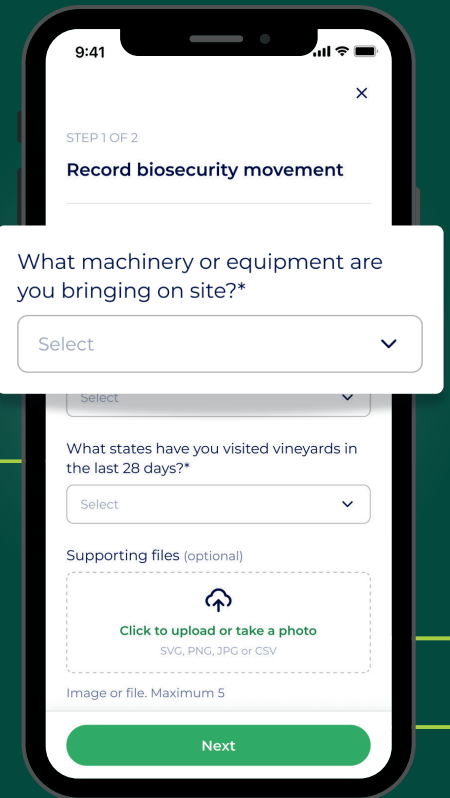 9:41
STEP 1 OF 2
Record biosecurity movement
What machinery or equipment are
you bringing on site?*
Select
Select
What states have you visited vineyards in
the last 28 days?*
Select
Supporting files (optional)
Click to upload or take a photo
SVG, PNG, JPG or CSV
Image or file. Maximum 5
Next